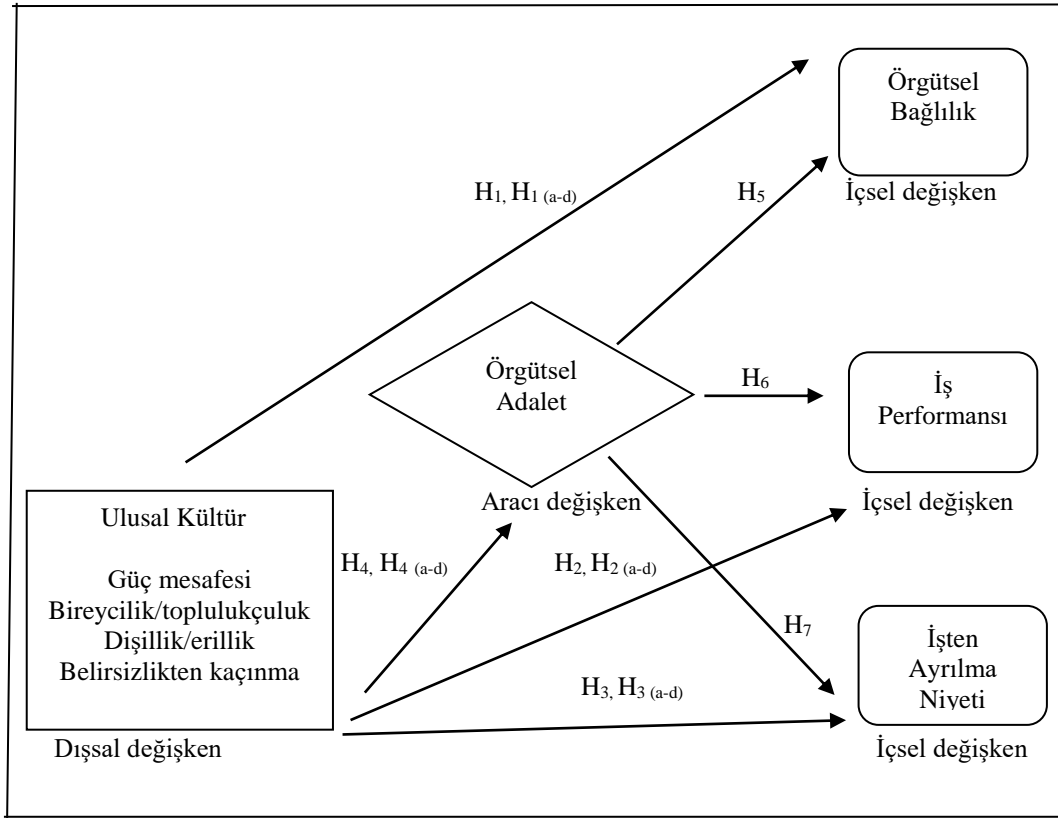 Örgütsel
Bağlılık
İçsel değişken
H1, H1 (a-d)
H5
Örgütsel
Adalet
Aracı değişken
H6
İş
Performansı
İçsel değişken
Ulusal Kültür
Güç mesafesi
Bireycilik/toplulukçuluk
Dişillik/erillik
Belirsizlikten kaçınma
Dışsal değişken
H4, H4 (a-d)
H2, H2 (a-d)
H7
H3, H3 (a-d)
İşten
Ayrılma
Niyeti
İçsel değişken